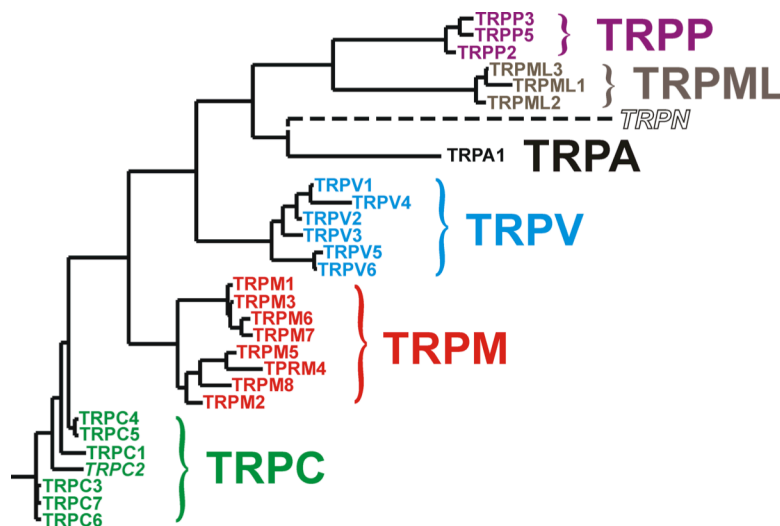 TRPP3
TRPP5
TRPP2
} TRPP
TRPML3
TRPML1
TRPML2
} TRPML
TRPN
TRPA1
TRPA
TRPV1
TRPV4
TRPV2
TRPV3
TRPV5
TRPV6
} TRPV
TRPM1
TRPM3
TRPM6
TRPM7
TRPM5
TPRM4
TRPM8
TRPM2
} TRPM
TRPC4
TRPC5
TRPC1
TRPC2
TRPC3
TRPC7
TRPC6
} TRPC